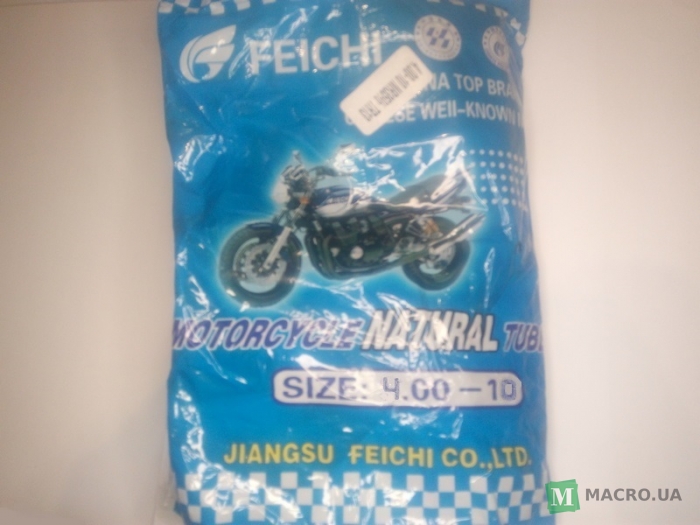 FEICHI
NA TOP BRA
ESE WEII-KNOWN
MOTORCYCLE NATURAL TUB
SIZE: 4.00-10
JIANGSU FEICHI CO.,LTD.
M MACRO.UA